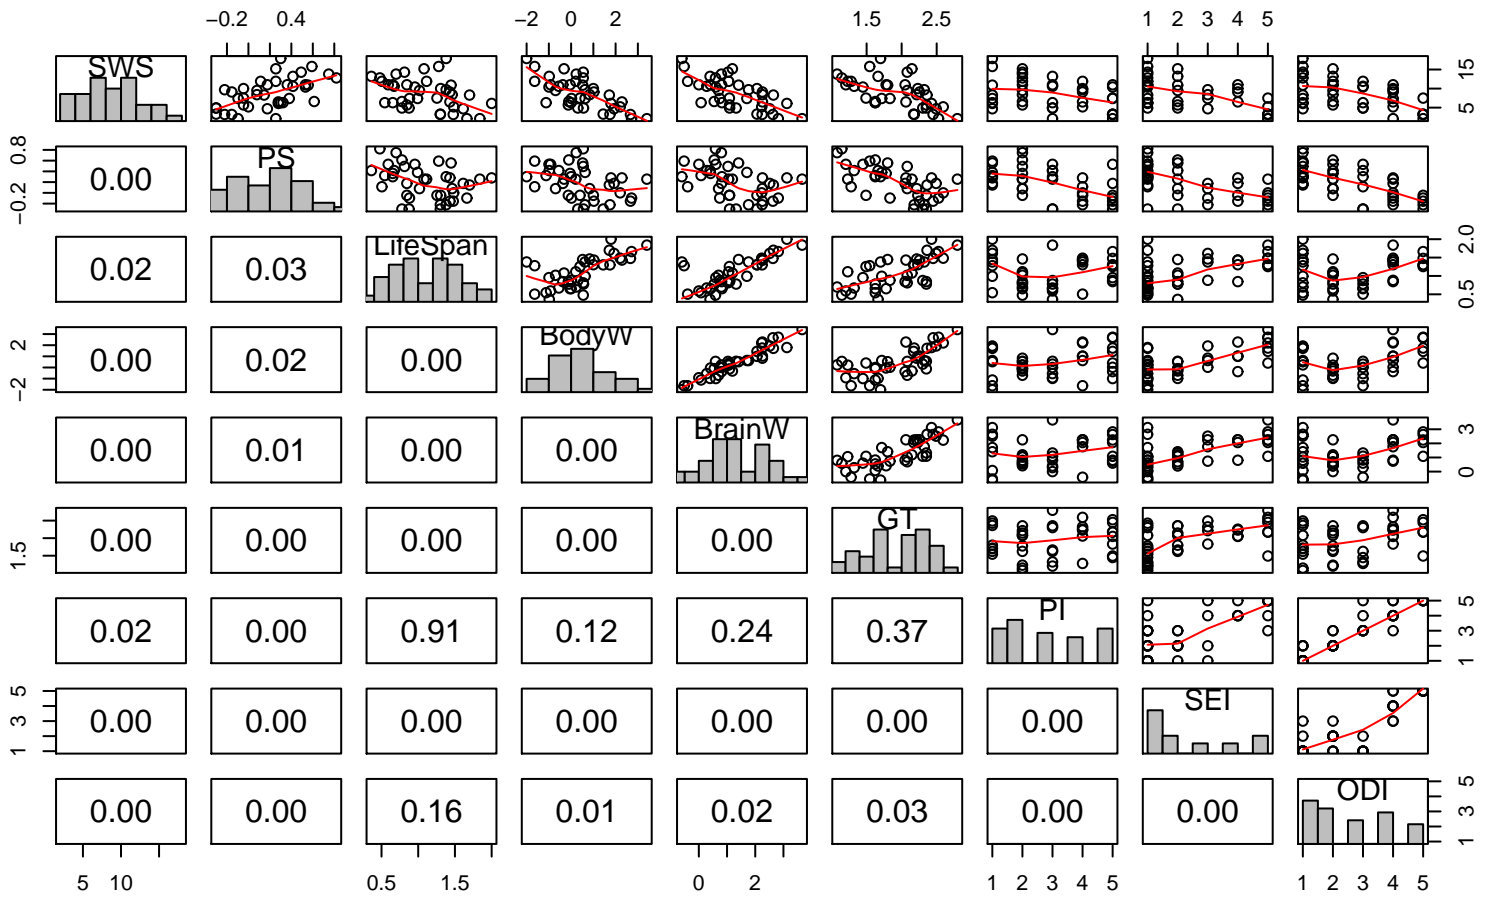 −0.2 0.4 −2 0 2 1.5 2.5 1 2 3 4 5
SWS 5 15
−0.2 0.8 0.00 PS
0.02 0.03 LifeSpan 0.5 2.0
−2 2 0.00 0.02 0.00 BodyW
0.00 0.01 0.00 0.00 BrainW 0 3
1.5 0.00 0.00 0.00 0.00 0.00 GT
0.02 0.00 0.91 0.12 0.24 0.37 PI 1 3 5
1 3 5 0.00 0.00 0.00 0.00 0.00 0.00 0.00 SEI
0.00 0.00 0.16 0.01 0.02 0.03 0.00 0.00 ODI 1 3 5
5 10 0.5 1.5 0 2 1 2 3 4 5 1 2 3 4 5